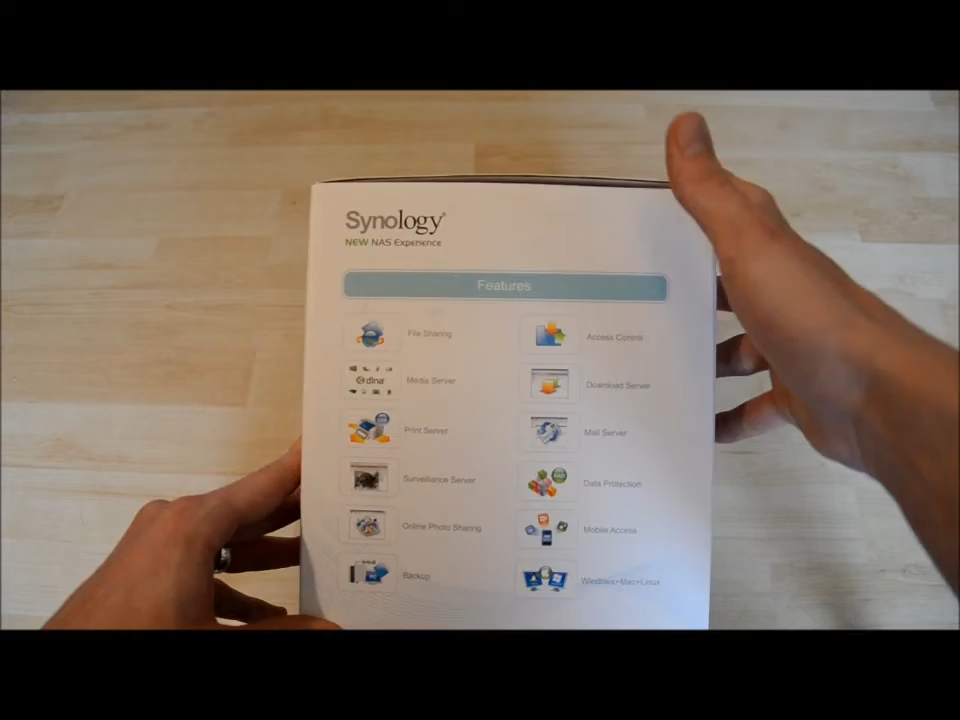 Synology®
NEW NAS Experience
Features
File Sharing
Access Control
dlna
Media Server
Download Server
Print Server
Mail Server
Surveillance Server
Data Protection
Online Photo Sharing
Mobile Access
Backup
Windows+Mac+Linux